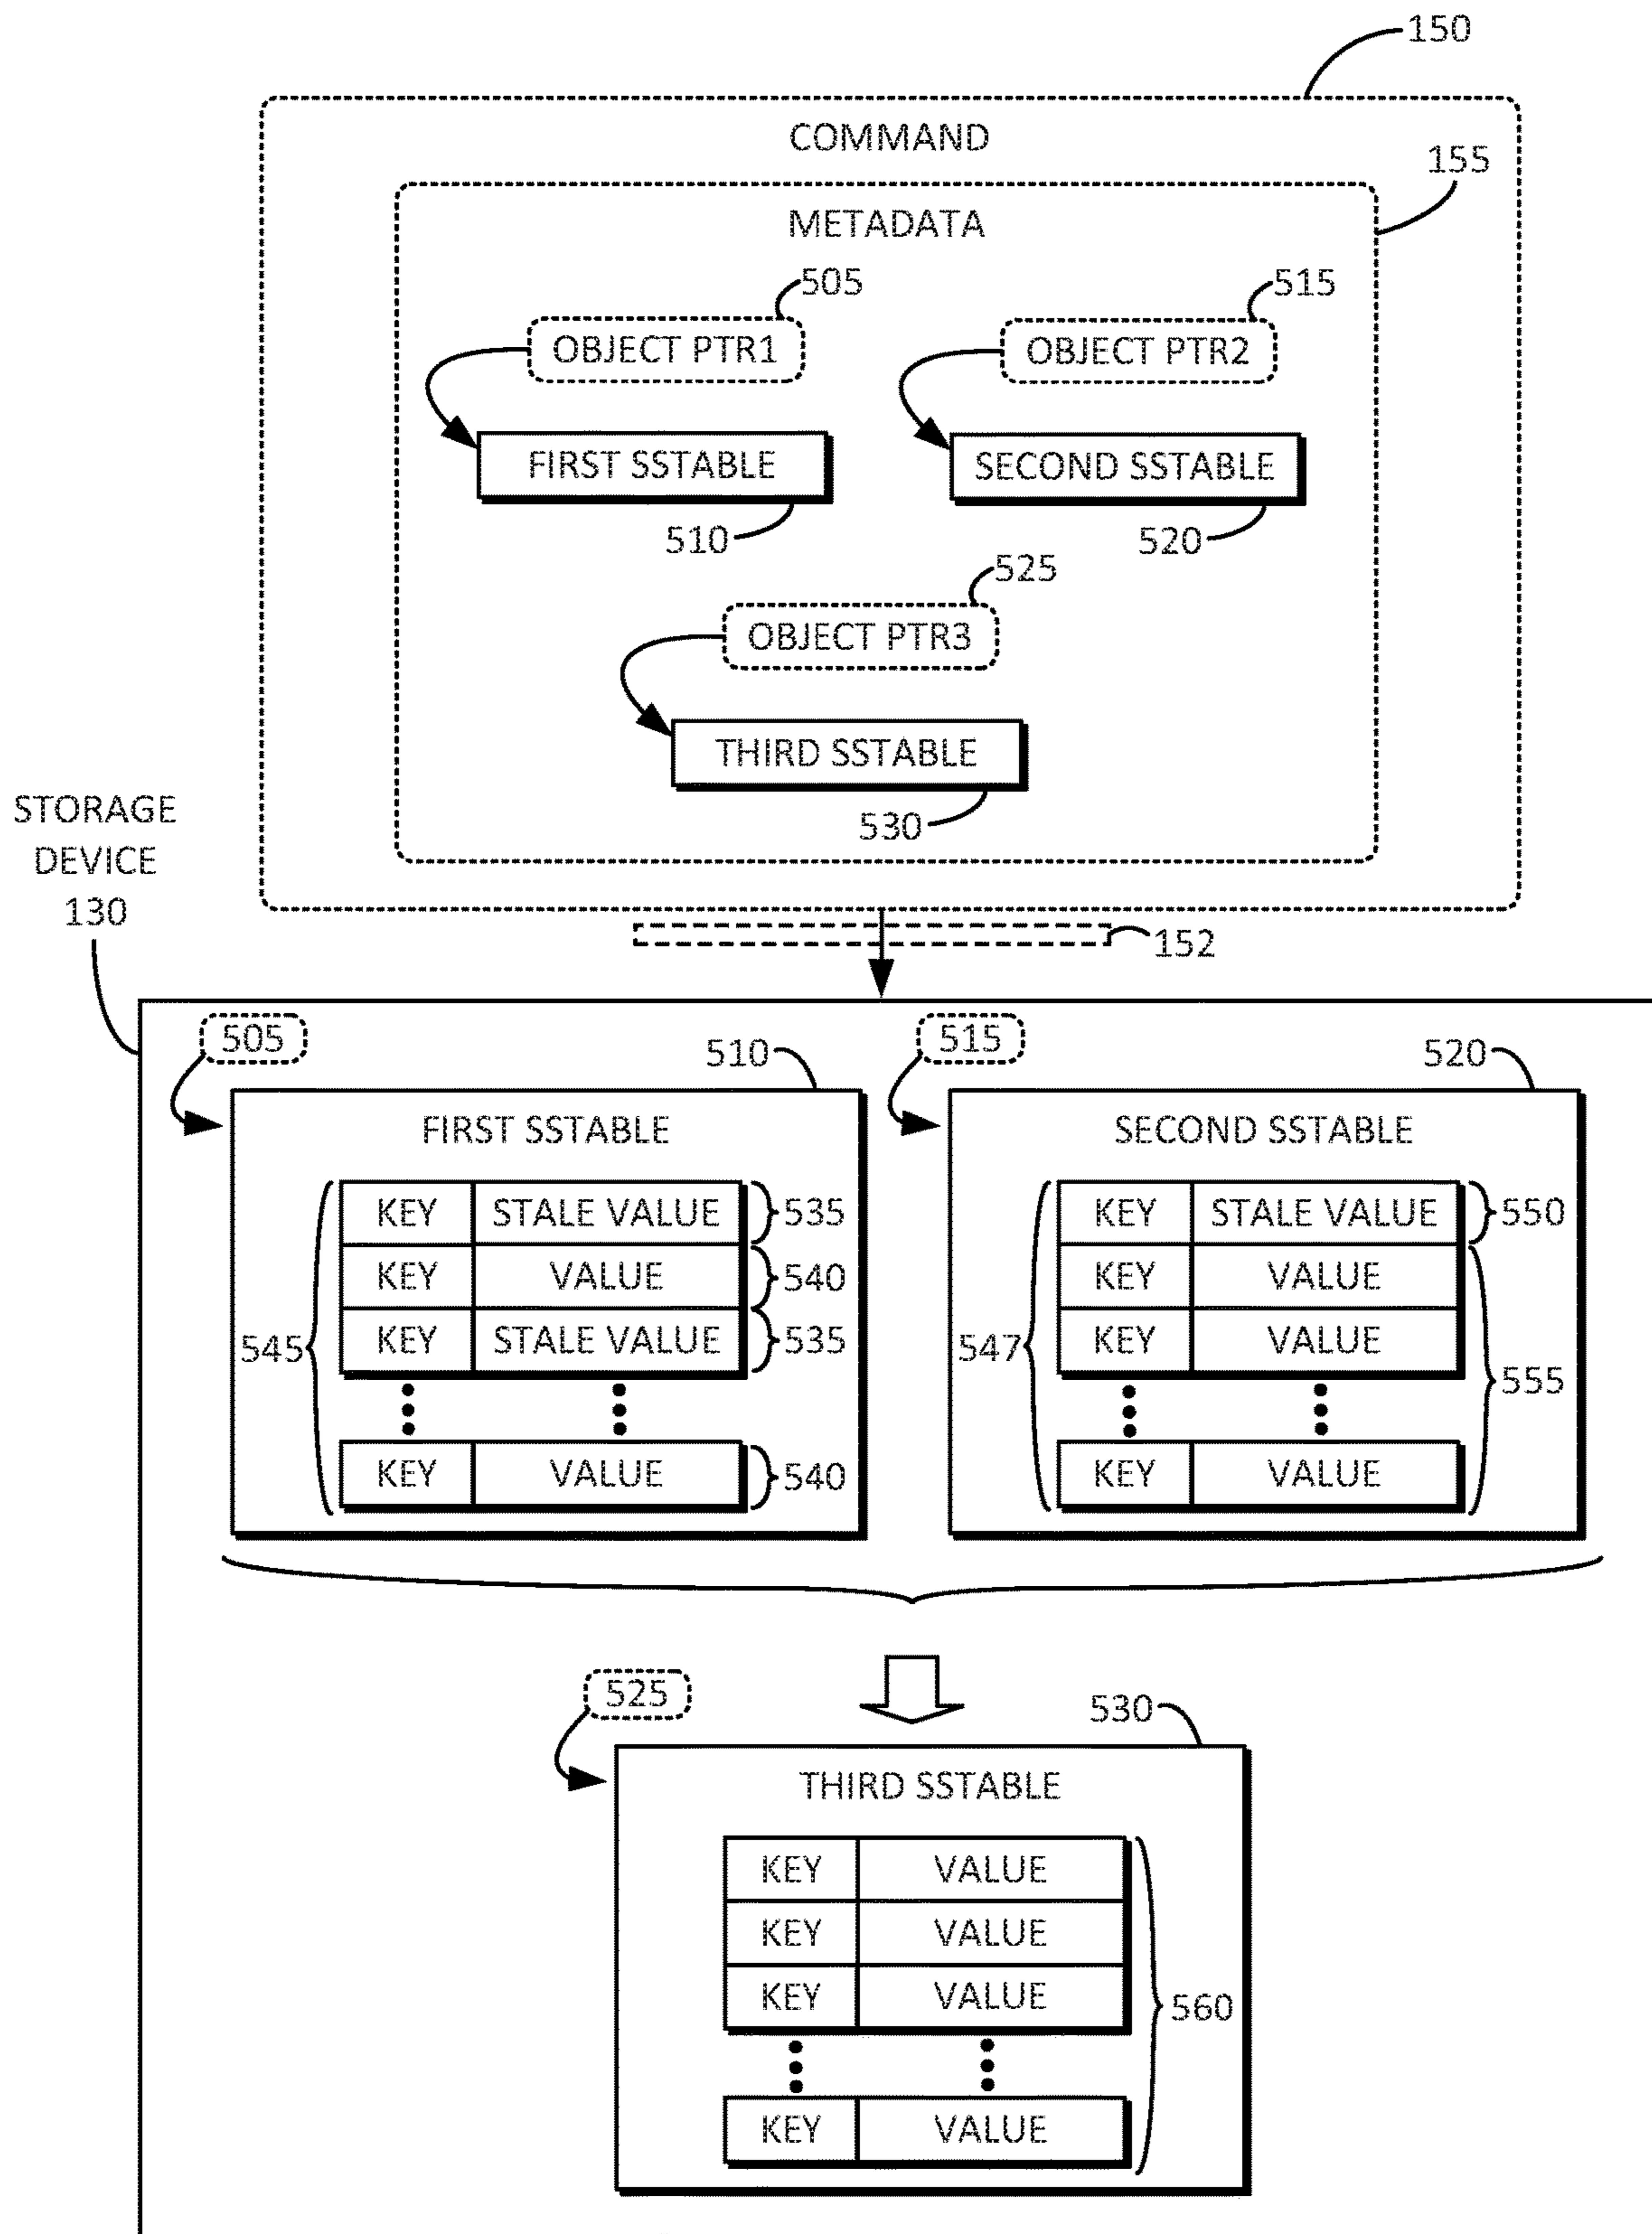 150
COMMAND
155
METADATA
505
515
OBJECT PTR1
OBJECT PTR2
FIRST SSTABLE
SECOND SSTABLE
510
520
525
OBJECT PTR3
THIRD SSTABLE
530
STORAGE
DEVICE
130
152
505
510
515
520
FIRST SSTABLE
SECOND SSTABLE
KEY STALE VALUE 535
KEY VALUE 540
KEY STALE VALUE 535
545
KEY VALUE 540
KEY STALE VALUE 550
KEY VALUE
KEY VALUE
547
555
KEY VALUE
525
530
THIRD SSTABLE
KEY VALUE
KEY VALUE
KEY VALUE
560
KEY VALUE